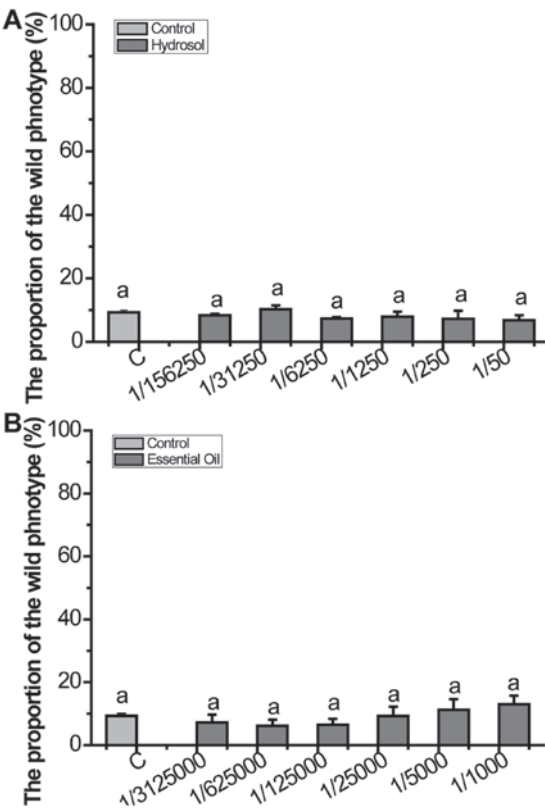 A
The proportion of the wild phnotype (%)
100
80
60
40
20
0
Control
Hydrosol
a
a
a
a
a
a
a
C
1/156250
1/31250
1/6250
1/1250
1/250
1/50
B
The proportion of the wild phnotype (%)
100
80
60
40
20
0
Control
Essential Oil
a
a
a
a
a
a
a
C
1/3125000
1/625000
1/125000
1/25000
1/5000
1/1000